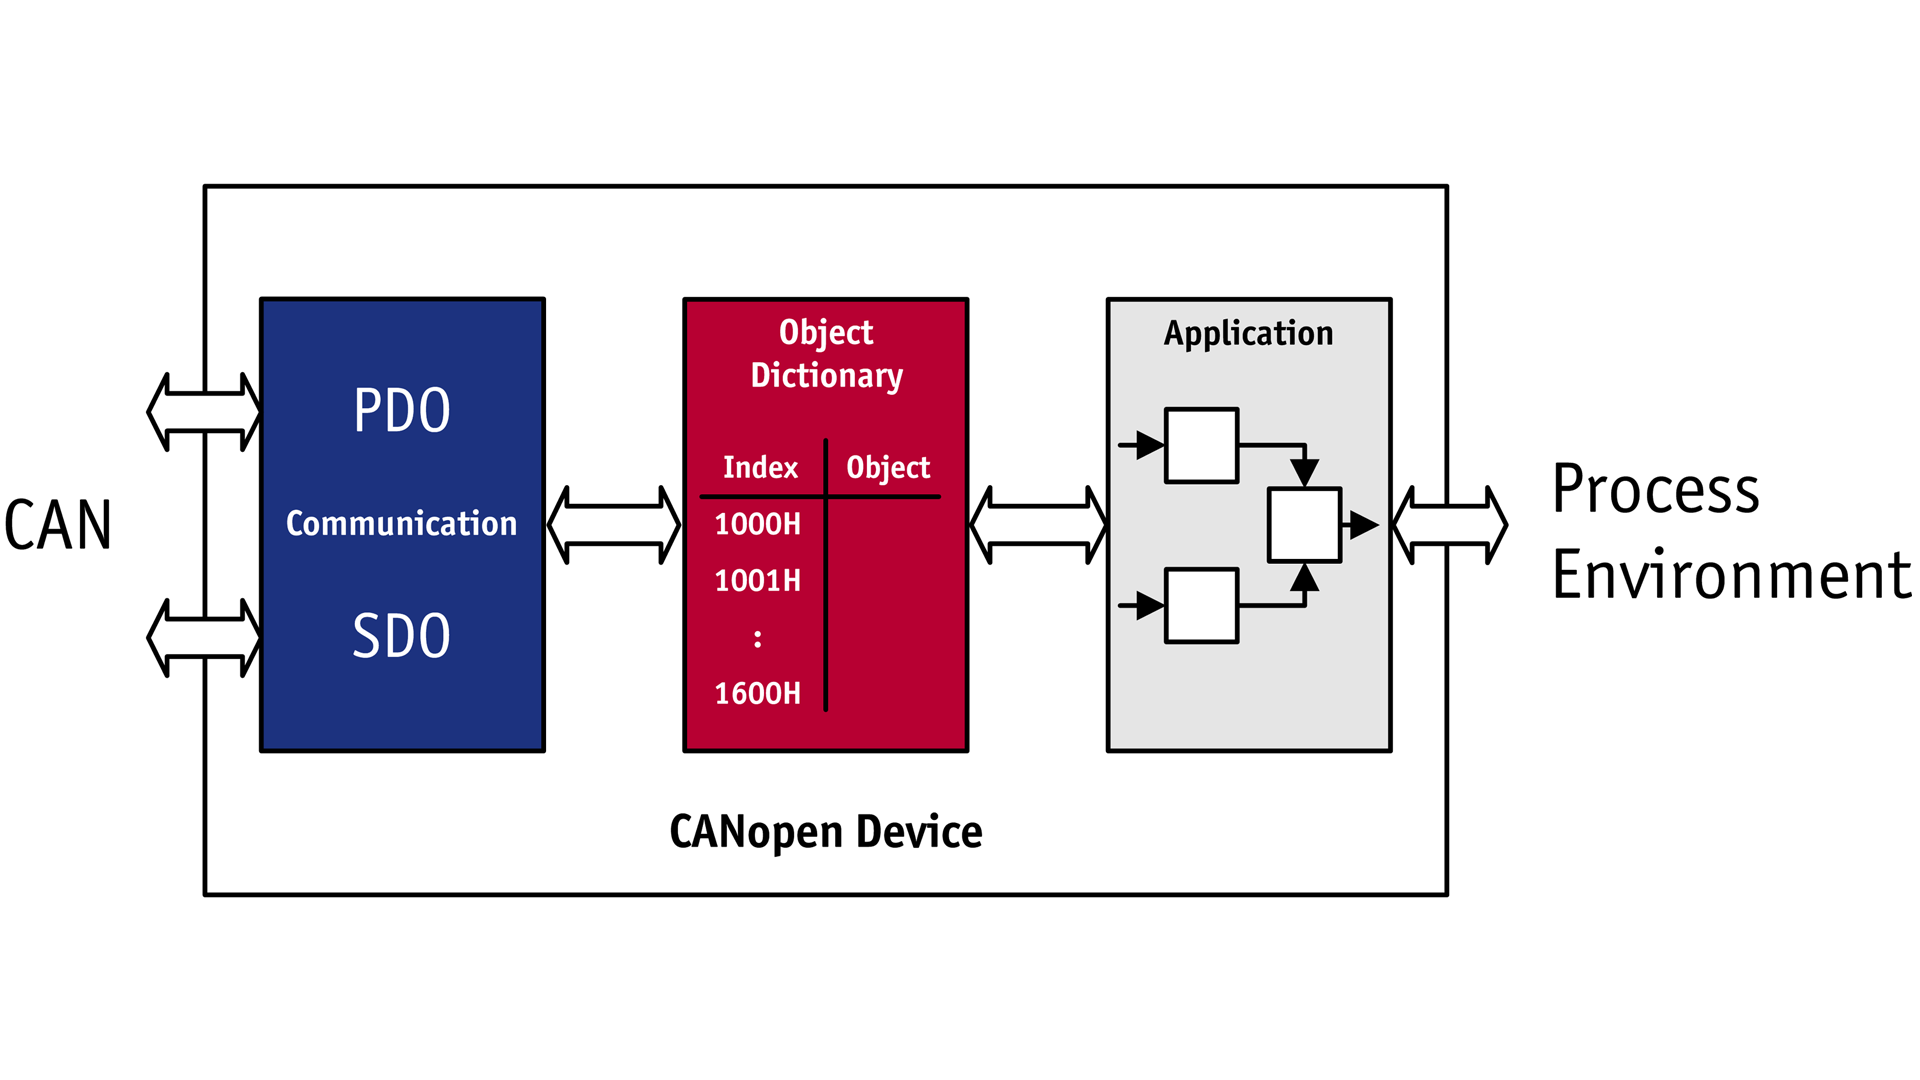 CAN
PDO
Communication
SDO
Object
Dictionary
Index Object
1000H
1001H
:
1600H
Application
Process
Environment
CANopen Device